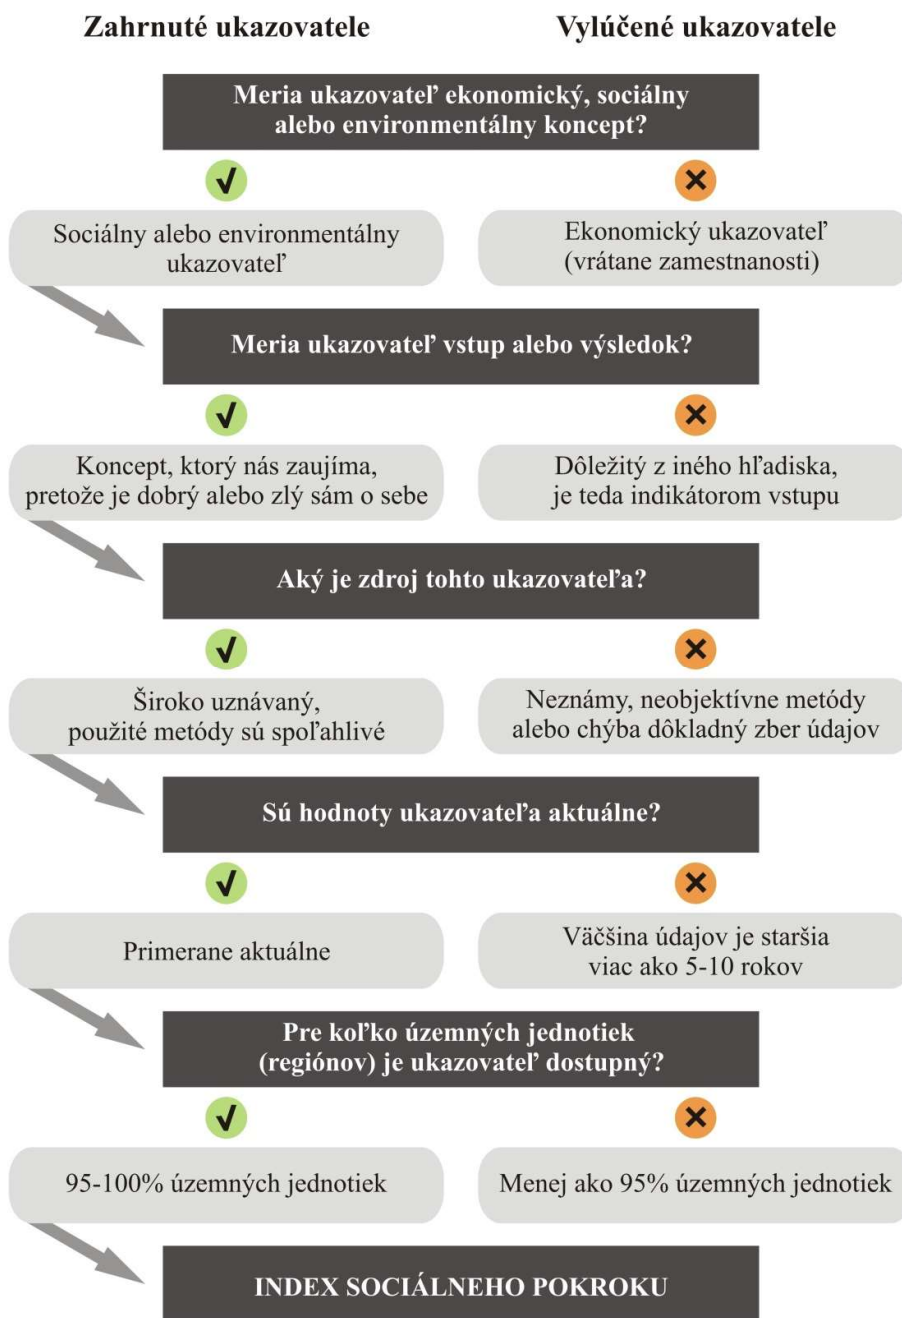 Zahrnuté ukazovatele
Vylúčené ukazovatele
Meria ukazovateľ ekonomický, sociálny
alebo environmentálny koncept?
Sociálny alebo environmentálny
ukazovateľ
Ekonomický ukazovateľ
(vrátane zamestnanosti)
Meria ukazovateľ vstup alebo výsledok?
Koncept, ktorý nás zaujíma,
pretože je dobrý alebo zlý sám o sebe
Dôležitý z iného hľadiska,
je teda indikátorom vstupu
Aký je zdroj tohto ukazovateľa?
Široko uznávaný,
použité metódy sú spoľahlivé
Neznámy, neobjektívne metódy
alebo chýba dôkladný zber údajov
Sú hodnoty ukazovateľa aktuálne?
Primerane aktuálne
Väčšina údajov je staršia
viac ako 5-10 rokov
Pre koľko územných jednotiek
(regiónov) je ukazovateľ dostupný?
95-100% územných jednotiek
Menej ako 95% územných jednotiek
INDEX SOCIÁLNEHO POKROKU